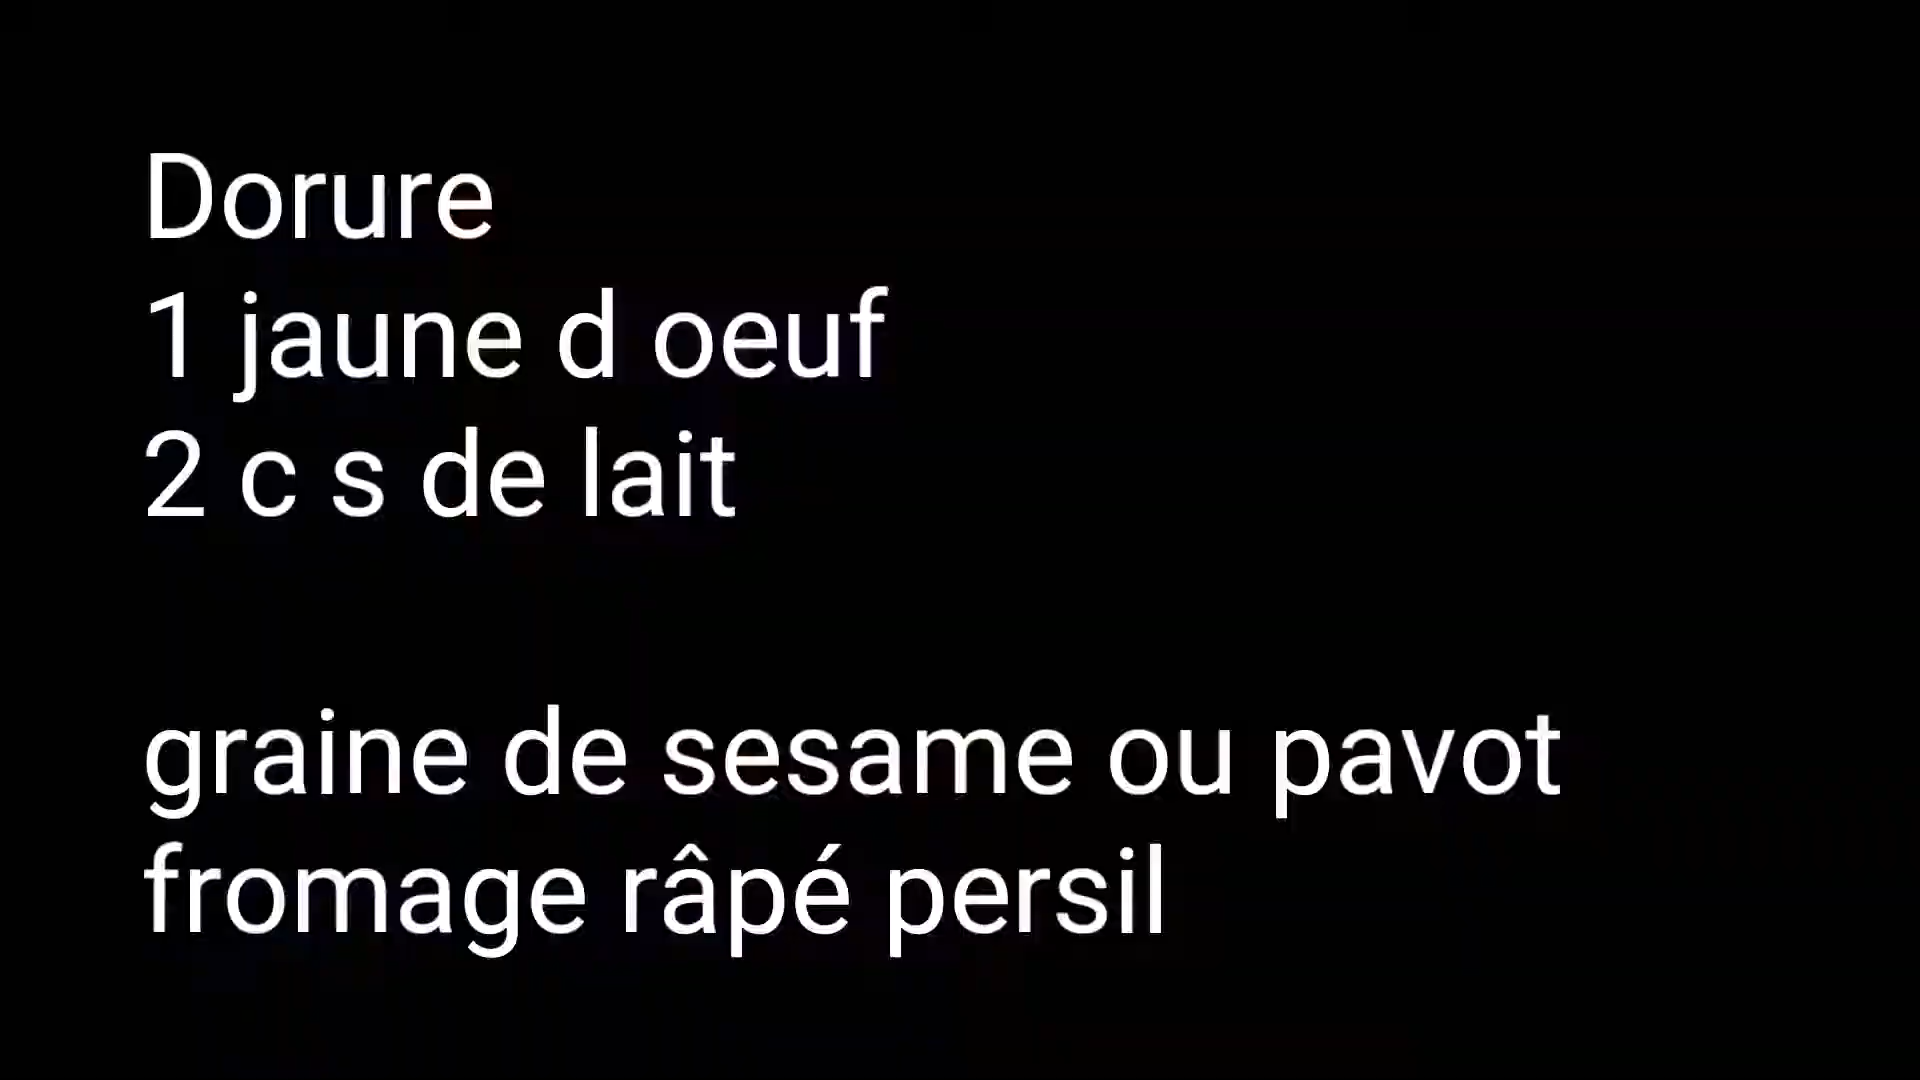 Dorure
1 jaune d oeuf
2 c s de lait
graine de sesame ou pavot
fromage râpé persil